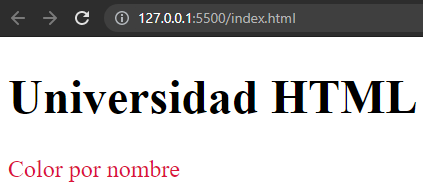 127.0.0.1:5500/index.html
Universidad HTML
Color por nombre